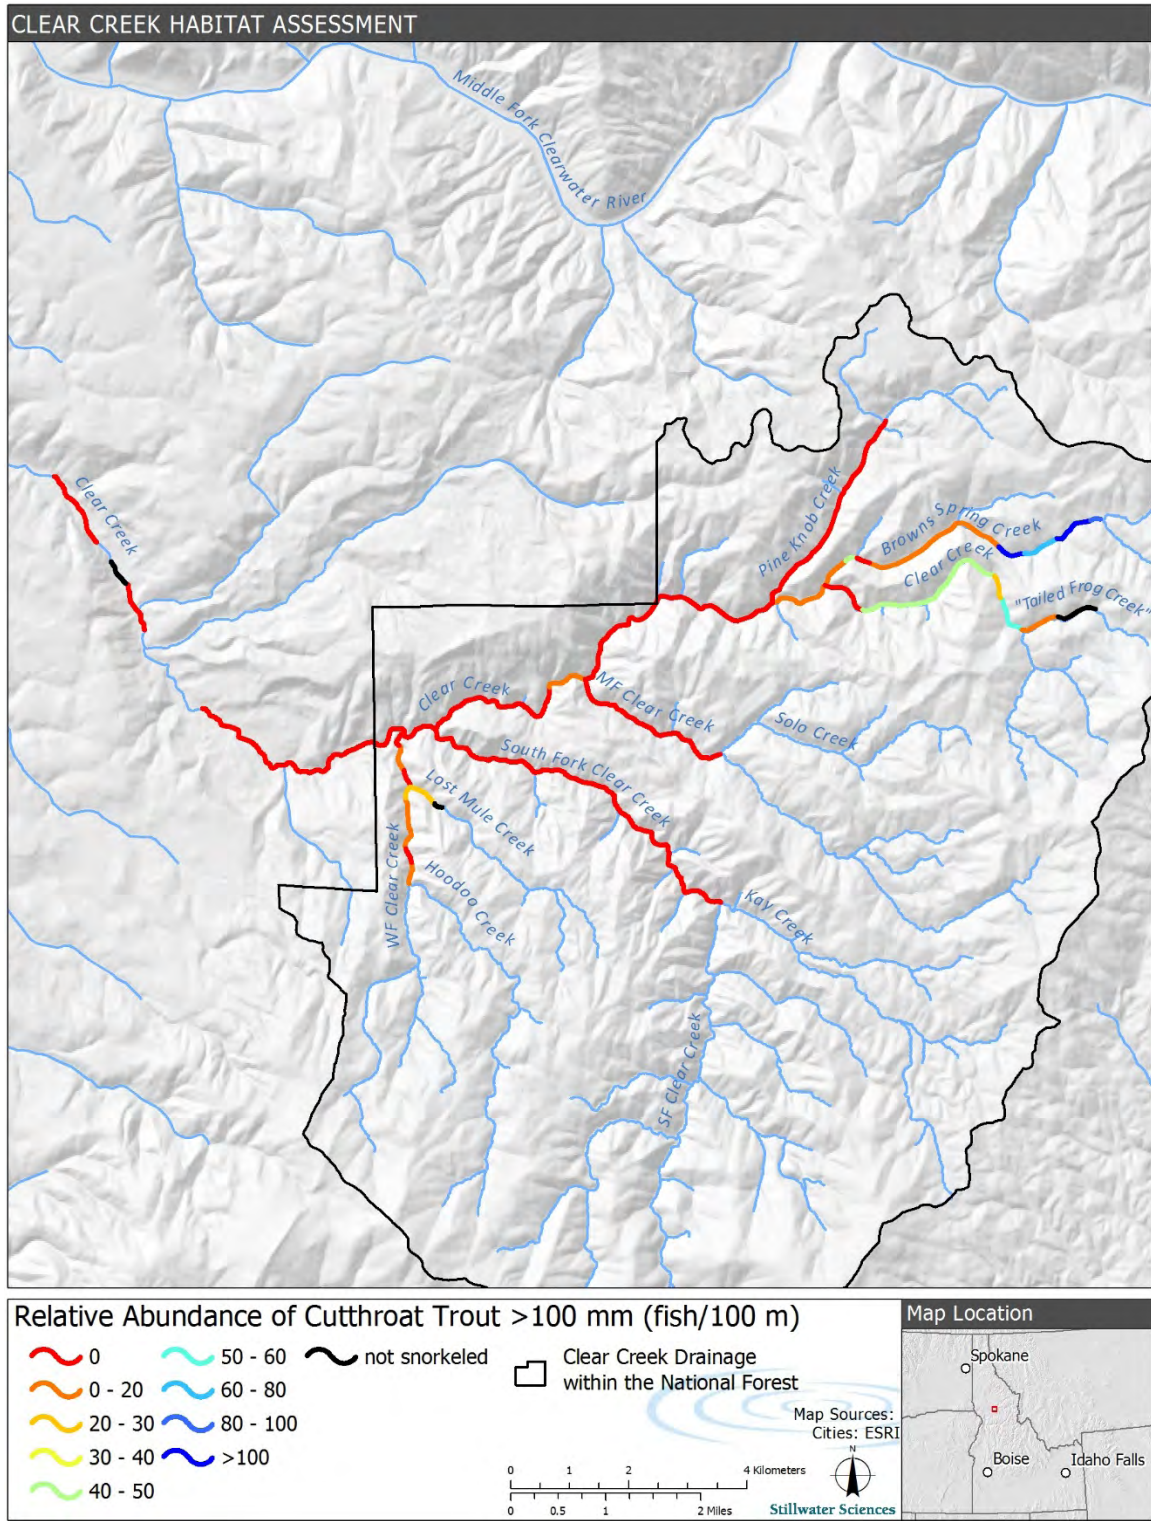 CLEAR CREEK HABITAT ASSESSMENT
Middle Fork Clearwater River
Clear Creek
Pine Knob Creek
Browns Spring Creek
Clear Creek
"Tailed Frog Creek"
Clear Creek
MF Clear Creek
Solo Creek
South Fork Clear Creek
Lost Mule Creek
WF Clear Creek
Hoodoo Creek
Kay Creek
SF Clear Creek
Relative Abundance of Cutthroat Trout >100 mm (fish/100 m)
0
0 - 20
20 - 30
30 - 40
40 - 50
50 - 60
60 - 80
80 - 100
>100
not snorkeled
Clear Creek Drainage
within the National Forest
Map Sources:
Cities: ESRI
N
0 1 2 4 Kilometers
0 0.5 1 2 Miles
Stillwater Sciences
Map Location
Spokane
Boise
Idaho Falls